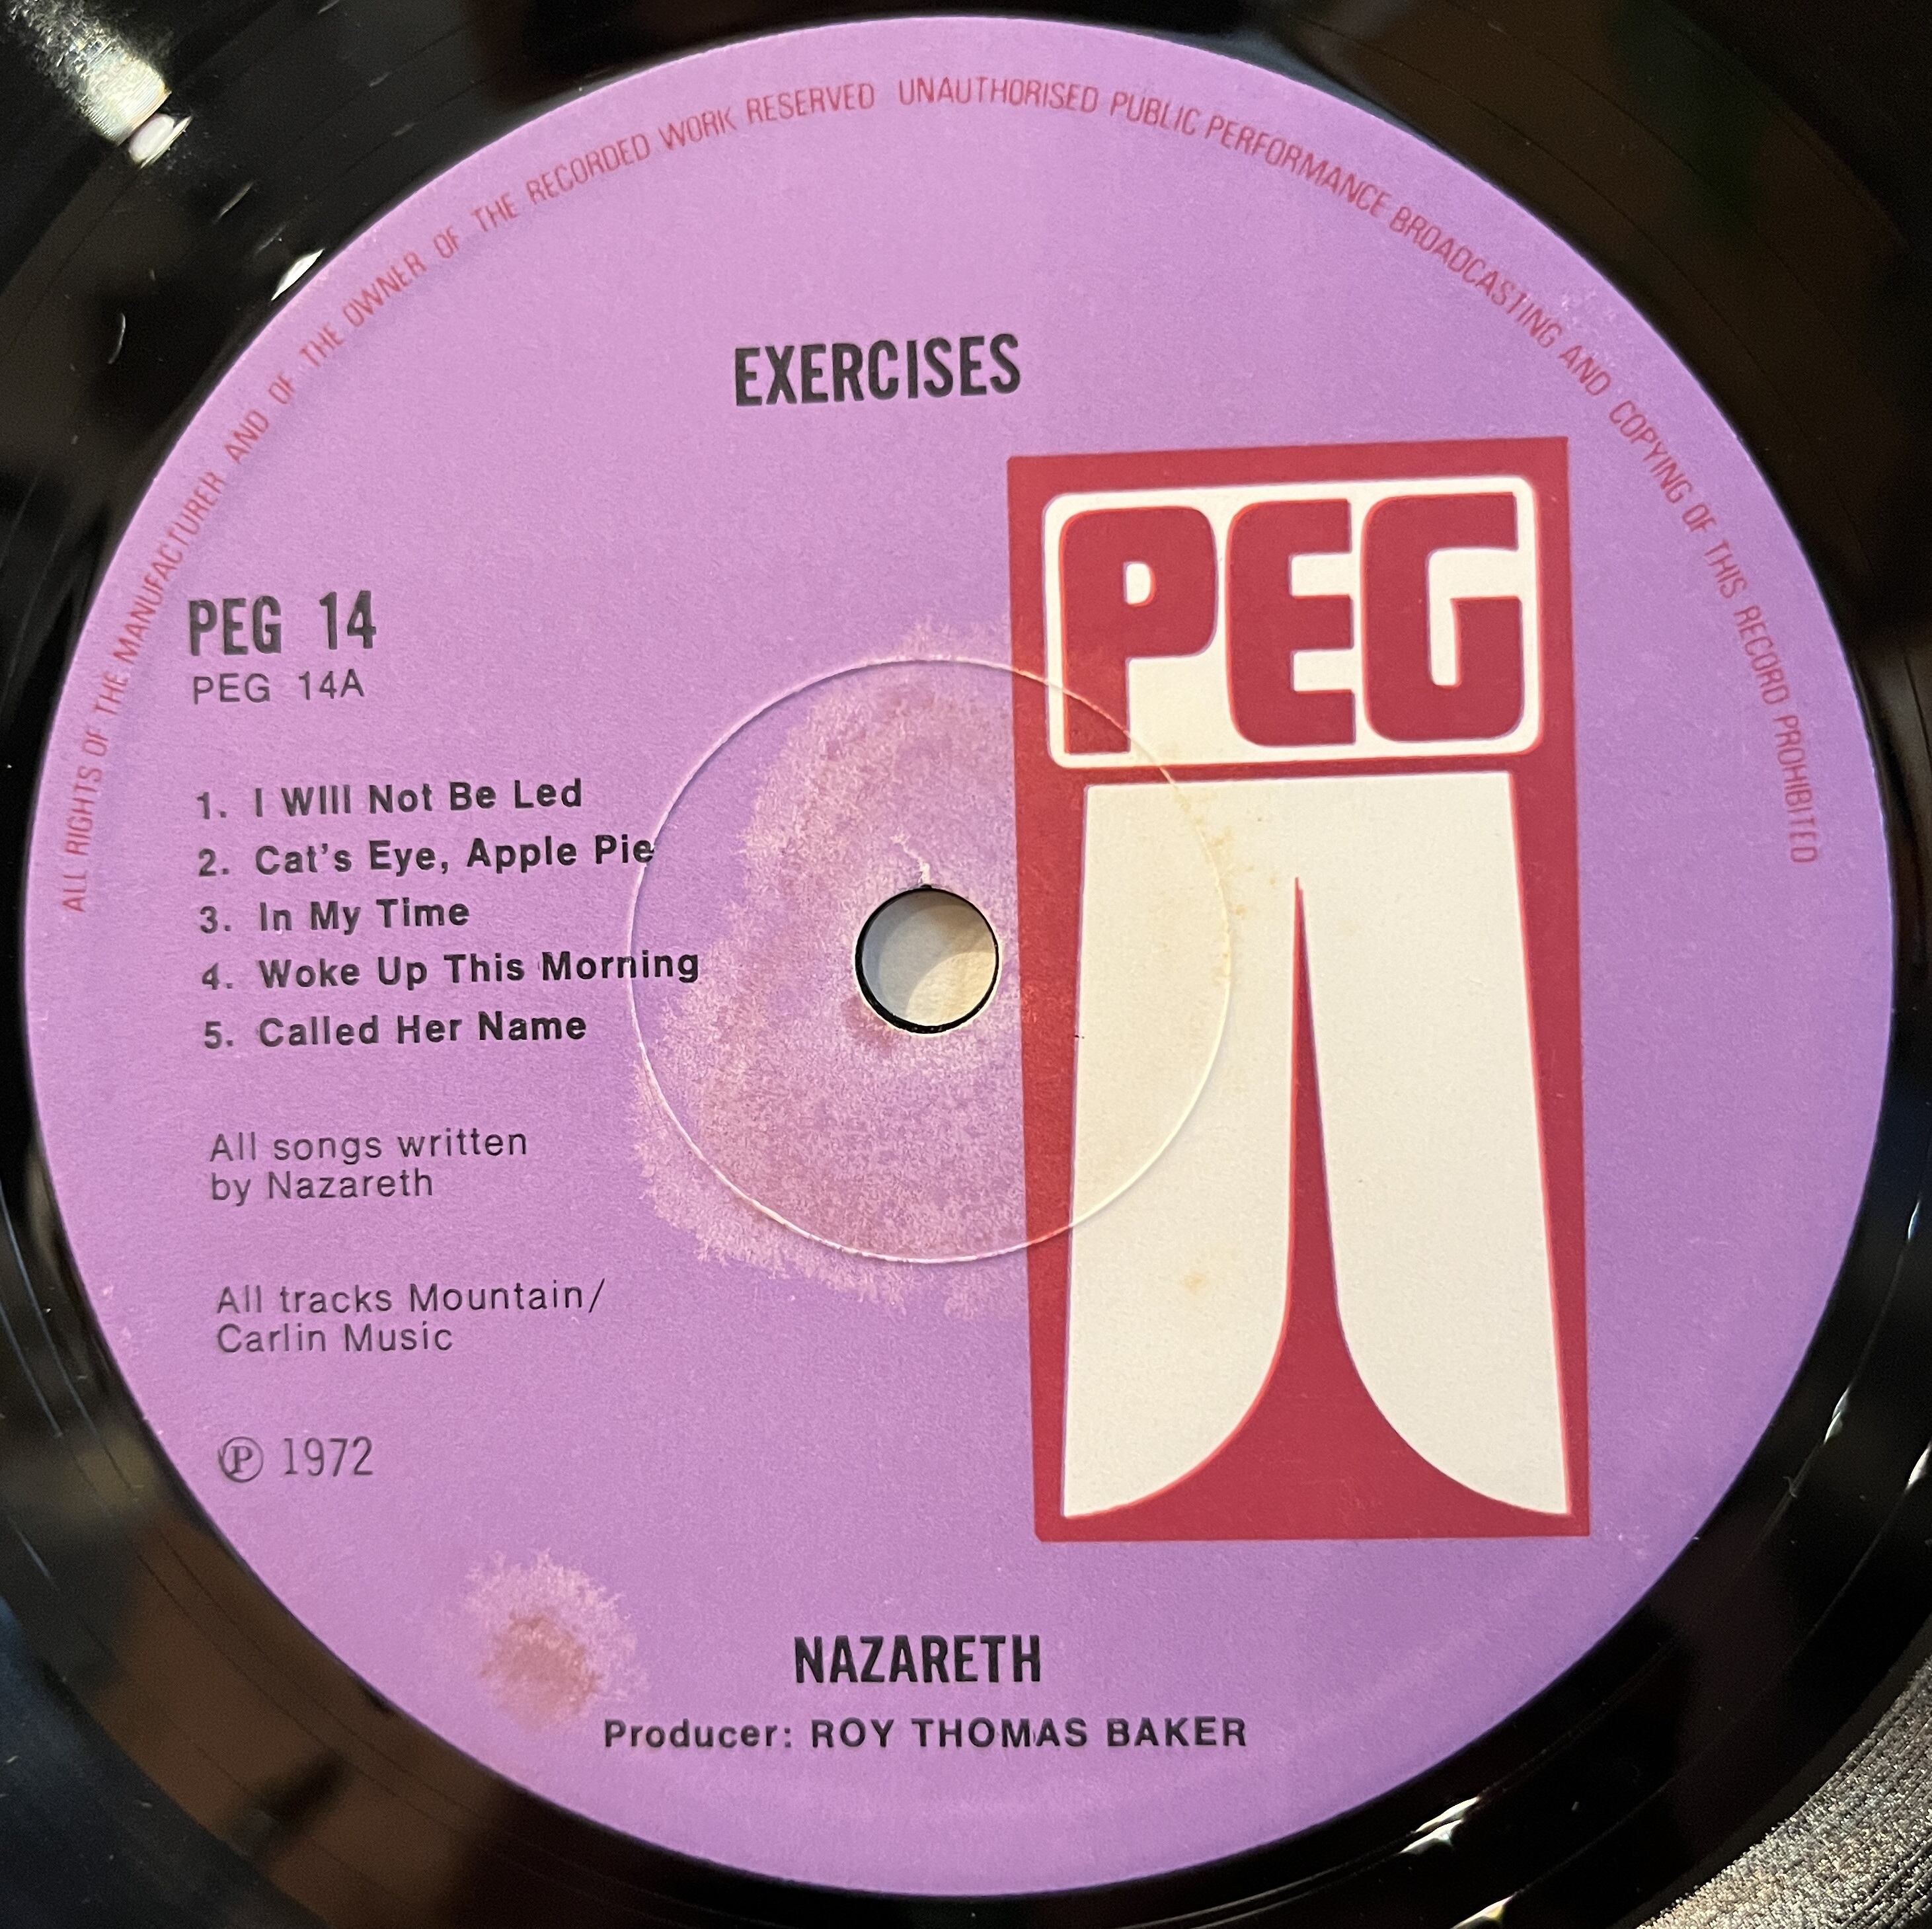 ALL RIGHTS OF THE MANUFACTURER AND OF THE OWNER OF THE RECORDED WORK RESERVED UNAUTHORISED PUBLIC PERFORMANCE BROADCASTING AND COPYING OF THIS RECORD PROHIBITED
EXERCISES
PEG
PEG 14
PEG 14A
1. I WIll Not Be Led
2. Cat's Eye, Apple Pie
3. In My Time
4. Woke Up This Morning
5. Called Her Name
All songs written
by Nazareth
All tracks Mountain/
Carlin Music
Ⓟ 1972
NAZARETH
Producer: ROY THOMAS BAKER